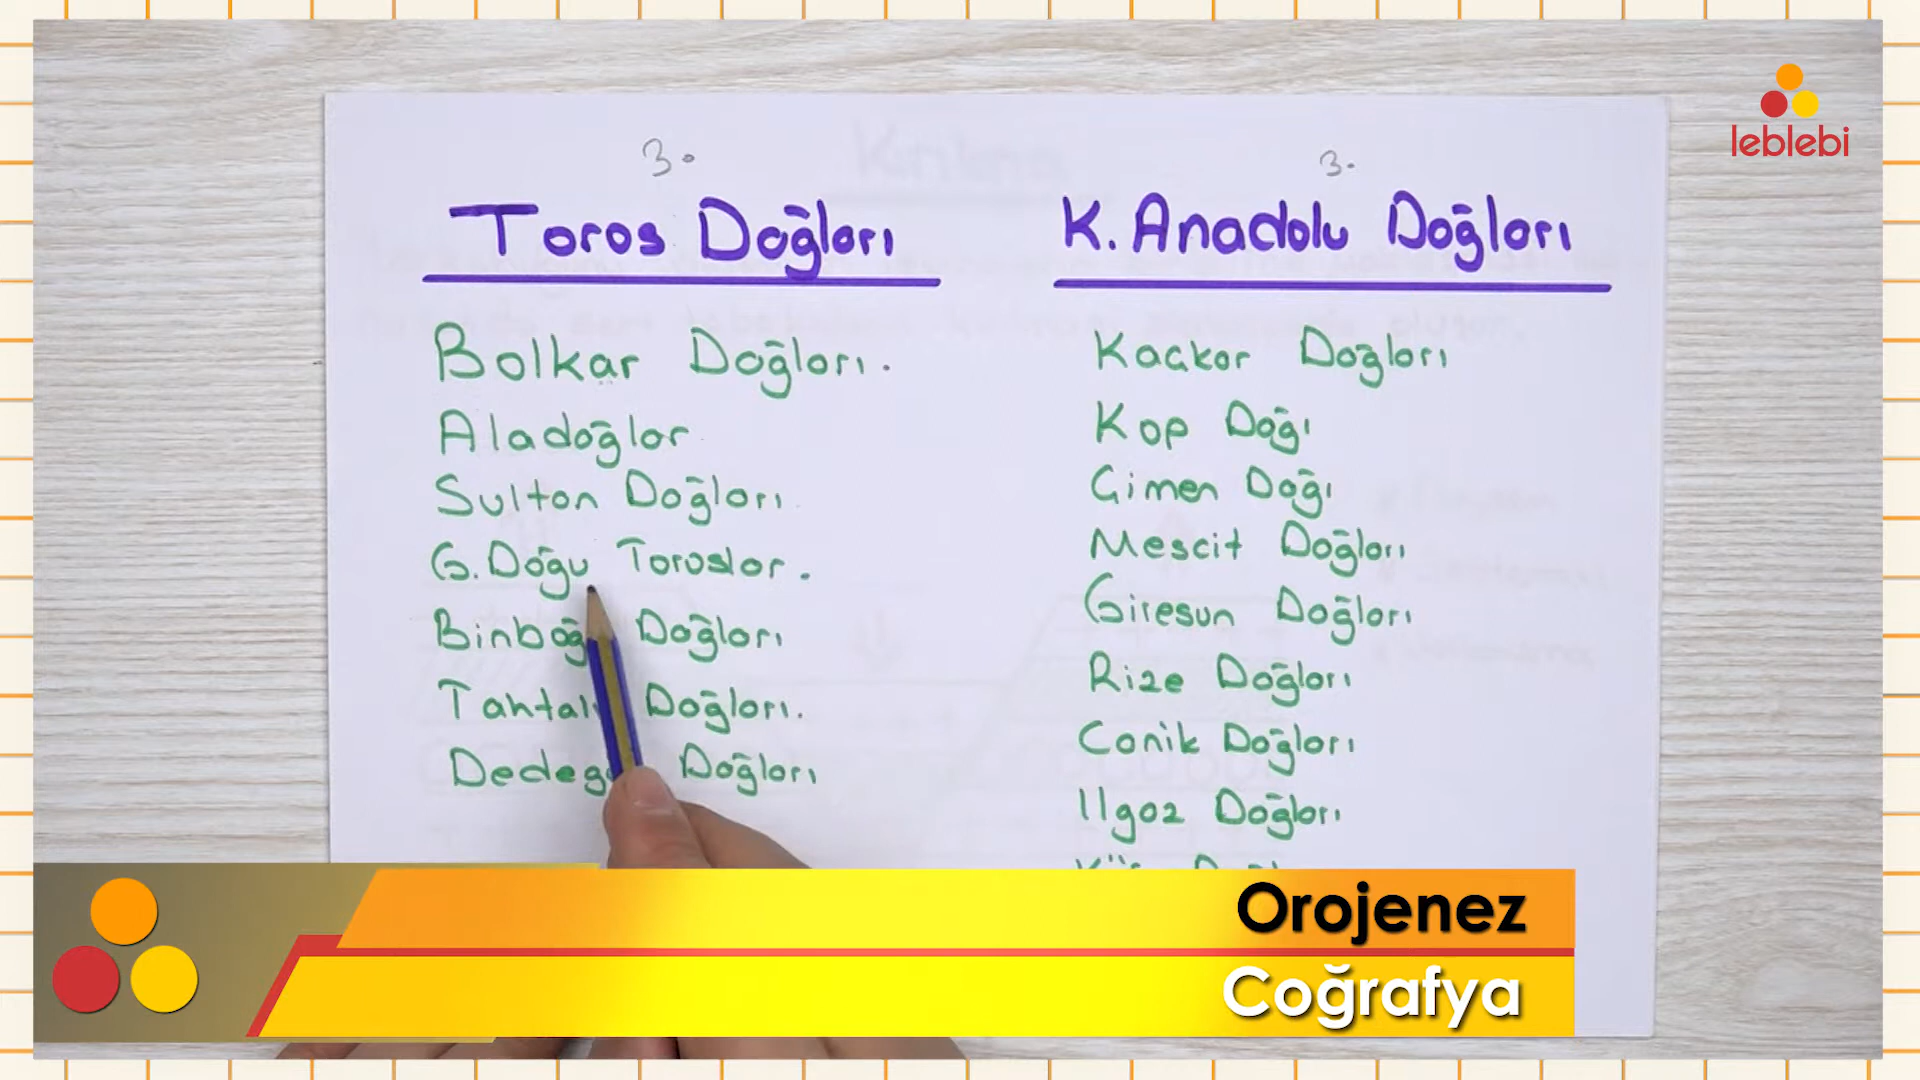 leblebi
3.
Toros Dağları
Bolkar Dağları.
Aladağlar
Sultan Dağları
G. Doğu Toroslar.
Dağları
Dağları.
Dağları
3.
K. Anadolu Dağları
Kaçkar Dağları
Kop Dağı
Çimen Dağı
Mescit Dağları
Giresun Dağları
Rize Dağları
Canik Dağları
Ilgaz Dağları
Orojenez
Coğrafya